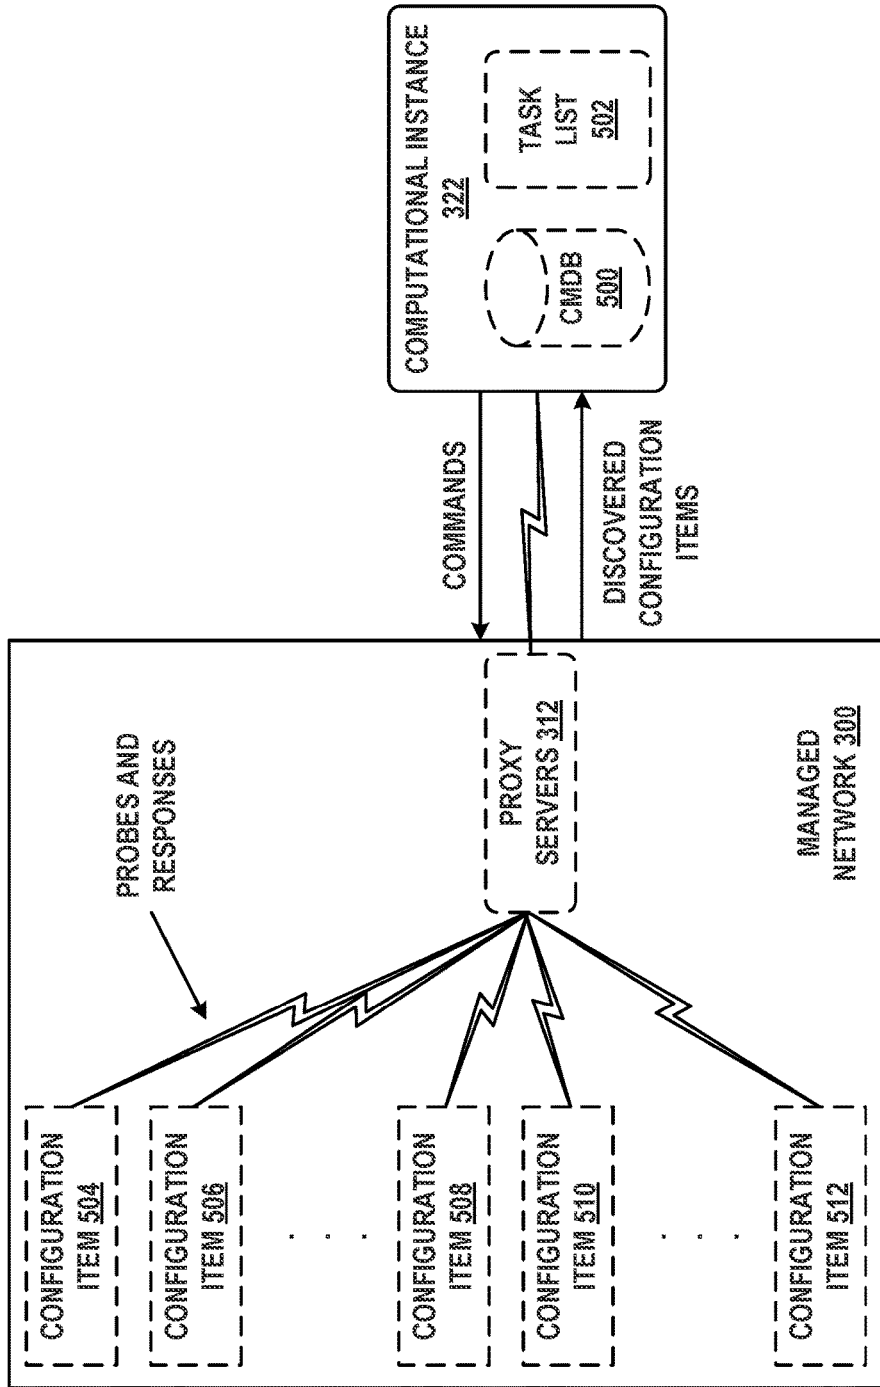 COMPUTATIONAL INSTANCE
322
CMDB
500
TASK
LIST
502
COMMANDS
DISCOVERED
CONFIGURATION
ITEMS
PROBES AND
RESPONSES
PROXY
SERVERS 312
MANAGED
NETWORK 300
CONFIGURATION
ITEM 504
CONFIGURATION
ITEM 506
CONFIGURATION
ITEM 508
CONFIGURATION
ITEM 510
CONFIGURATION
ITEM 512